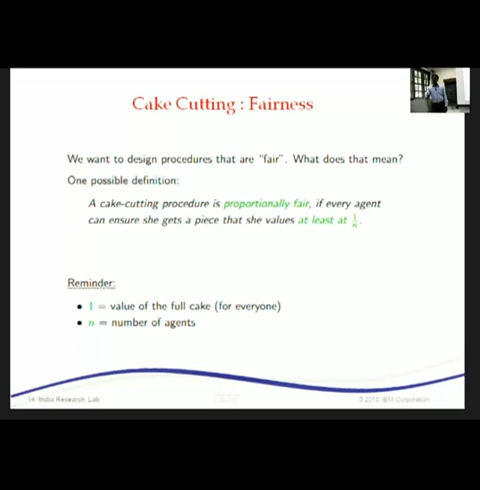 Cake Cutting : Fairness
We want to design procedures that are "fair". What does that mean?
One possible definition:
A cake-cutting procedure is proportionally fair, if every agent
can ensure she gets a piece that she values at least at 1/n.
Reminder:
• 1 = value of the full cake (for everyone)
• n = number of agents
14 India Research Lab
© 2010 IBM Corporation